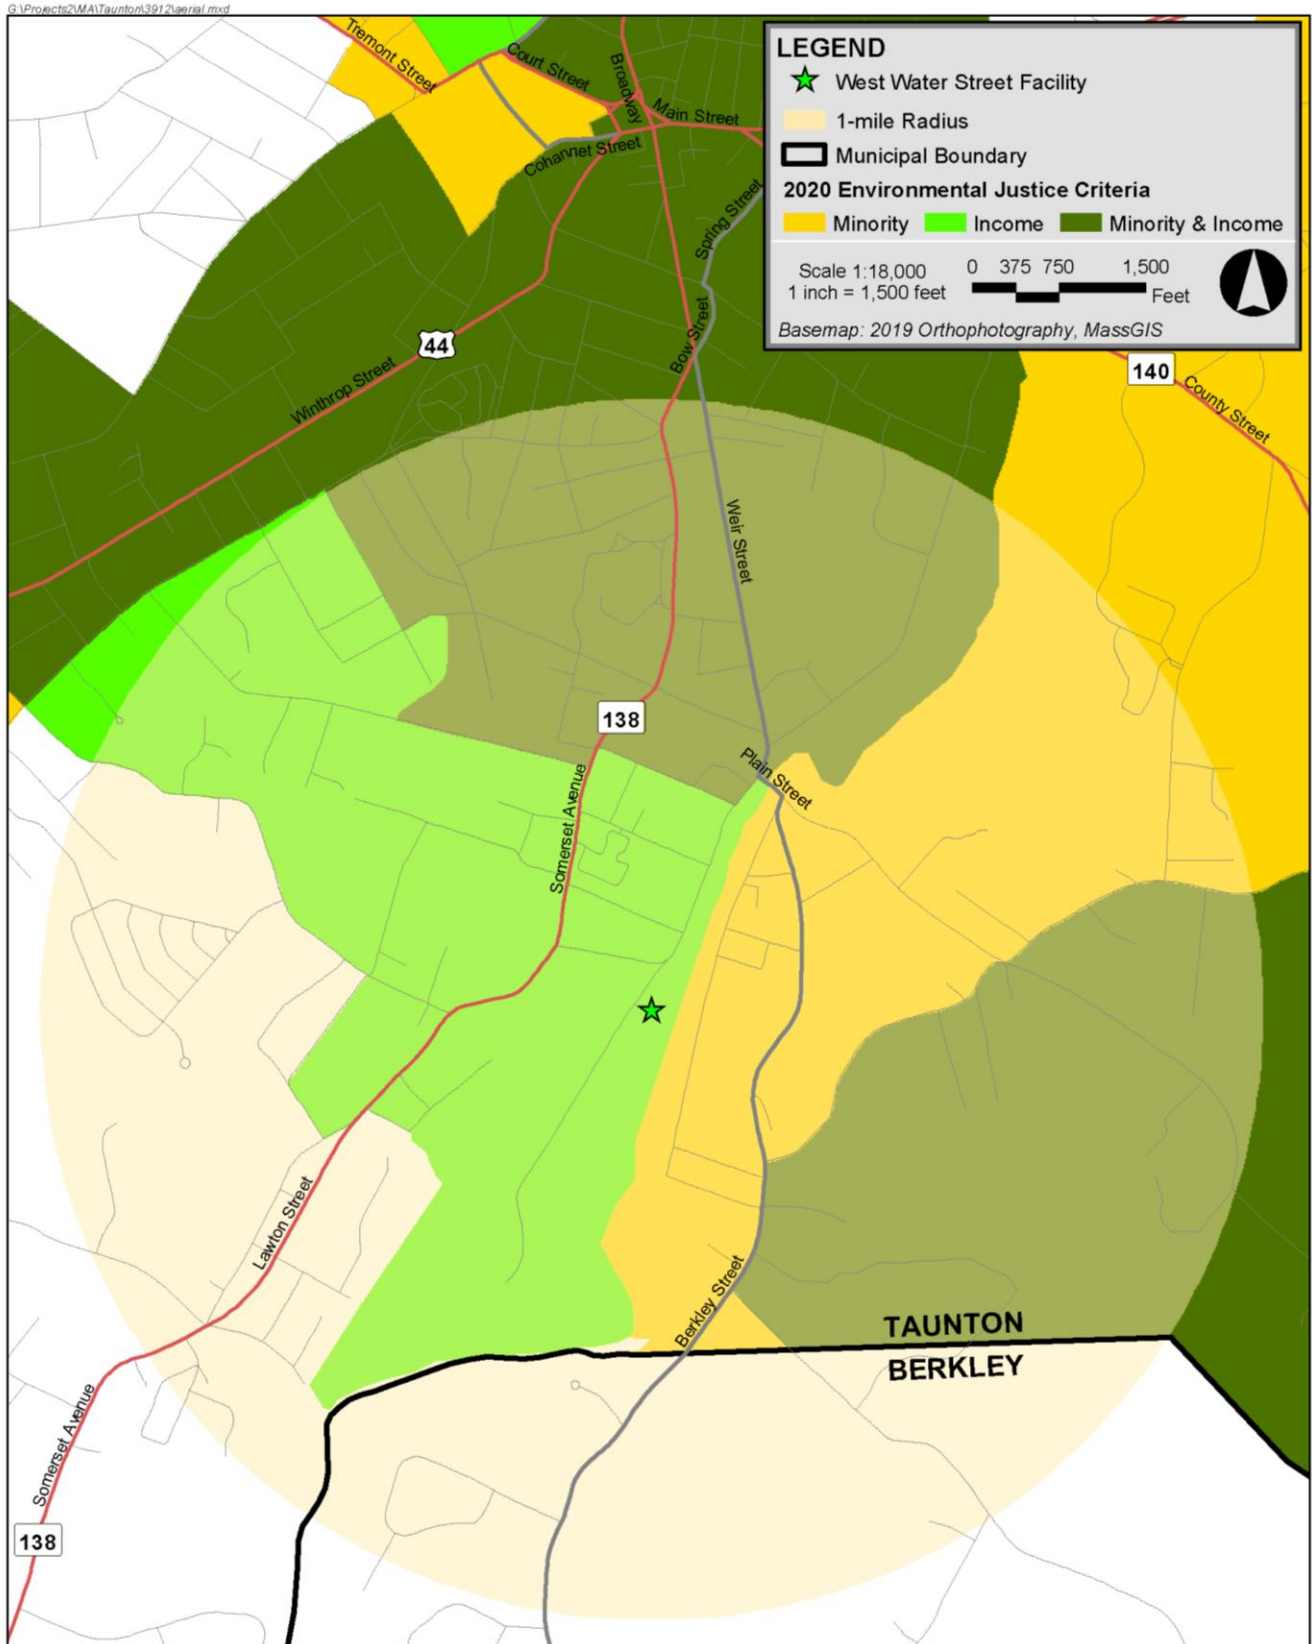 G:\Projects2\MA\Taunton\3912\aerial.mxd
LEGEND
West Water Street Facility
1-mile Radius
Municipal Boundary
2020 Environmental Justice Criteria
Minority Income Minority & Income
Scale 1:18,000
1 inch = 1,500 feet
0 375 750 1,500
Feet
Basemap: 2019 Orthophotography, MassGIS
Tremont Street
Court Street
Broadway
Main Street
Cohannet Street
Spring Street
Bow Street
44
Winthrop Street
140
County Street
Weir Street
138
Plain Street
Somerset Avenue
Lawton Street
Berkley Street
TAUNTON
BERKLEY
Somerset Avenue
138